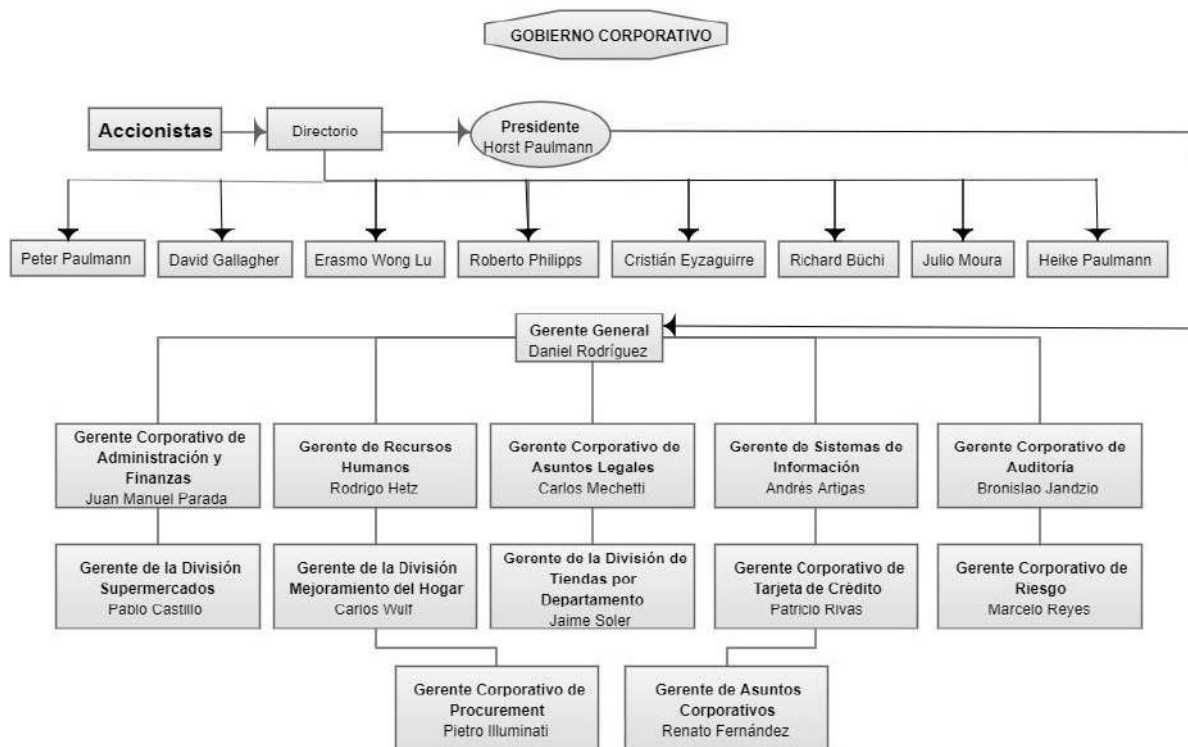 GOBIERNO CORPORATIVO
Accionistas
Directorio
Presidente
Horst Paulmann
Peter Paulmann
David Gallagher
Erasmo Wong Lu
Roberto Philipps
Cristián Eyzaguirre
Richard Büchi
Julio Moura
Heike Paulmann
Gerente General
Daniel Rodríguez
Gerente Corporativo de
Administración y
Finanzas
Juan Manuel Parada
Gerente de Recursos
Humanos
Rodrigo Hetz
Gerente Corporativo de
Asuntos Legales
Carlos Mechetti
Gerente de Sistemas de
Información
Andrés Artigas
Gerente Corporativo de
Auditoría
Bronislao Jandzio
Gerente de la División
Supermercados
Pablo Castillo
Gerente de la División
Mejoramiento del Hogar
Carlos Wulf
Gerente de la División de
Tiendas por
Departamento
Jaime Soler
Gerente Corporativo de
Tarjeta de Crédito
Patricio Rivas
Gerente Corporativo de
Riesgo
Marcelo Reyes
Gerente Corporativo de
Procurement
Pietro Illuminati
Gerente de Asuntos
Corporativos
Renato Fernández